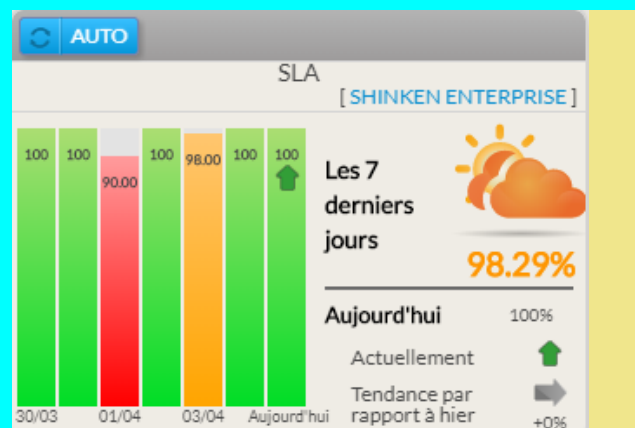 AUTO
SLA
[ SHINKEN ENTERPRISE ]
100 100 90.00 100 98.00 100 100
Les 7
derniers
jours
98.29%
Aujourd'hui 100%
Actuellement
Tendance par
rapport à hier +0%
30/03 01/04 03/04 Aujourd'hui